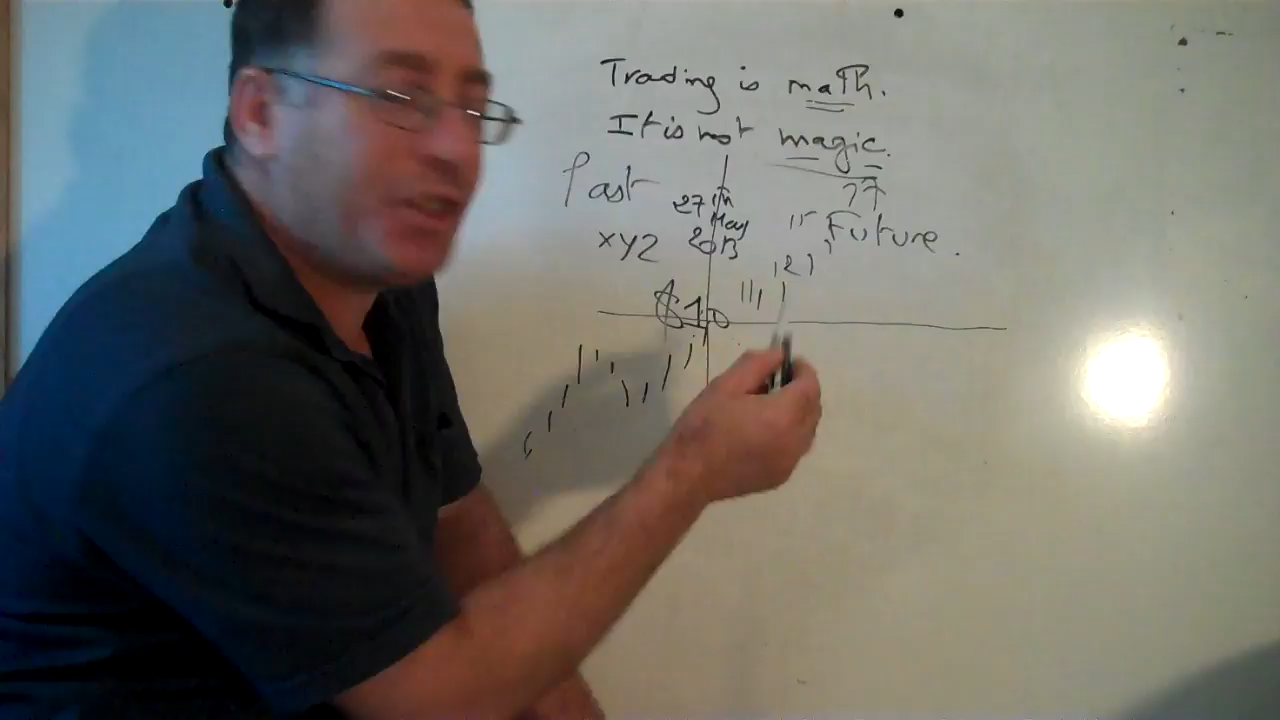 Trading is math.
It is not magic.
Past
27th
May
2013
??
Future.
xyz
$10